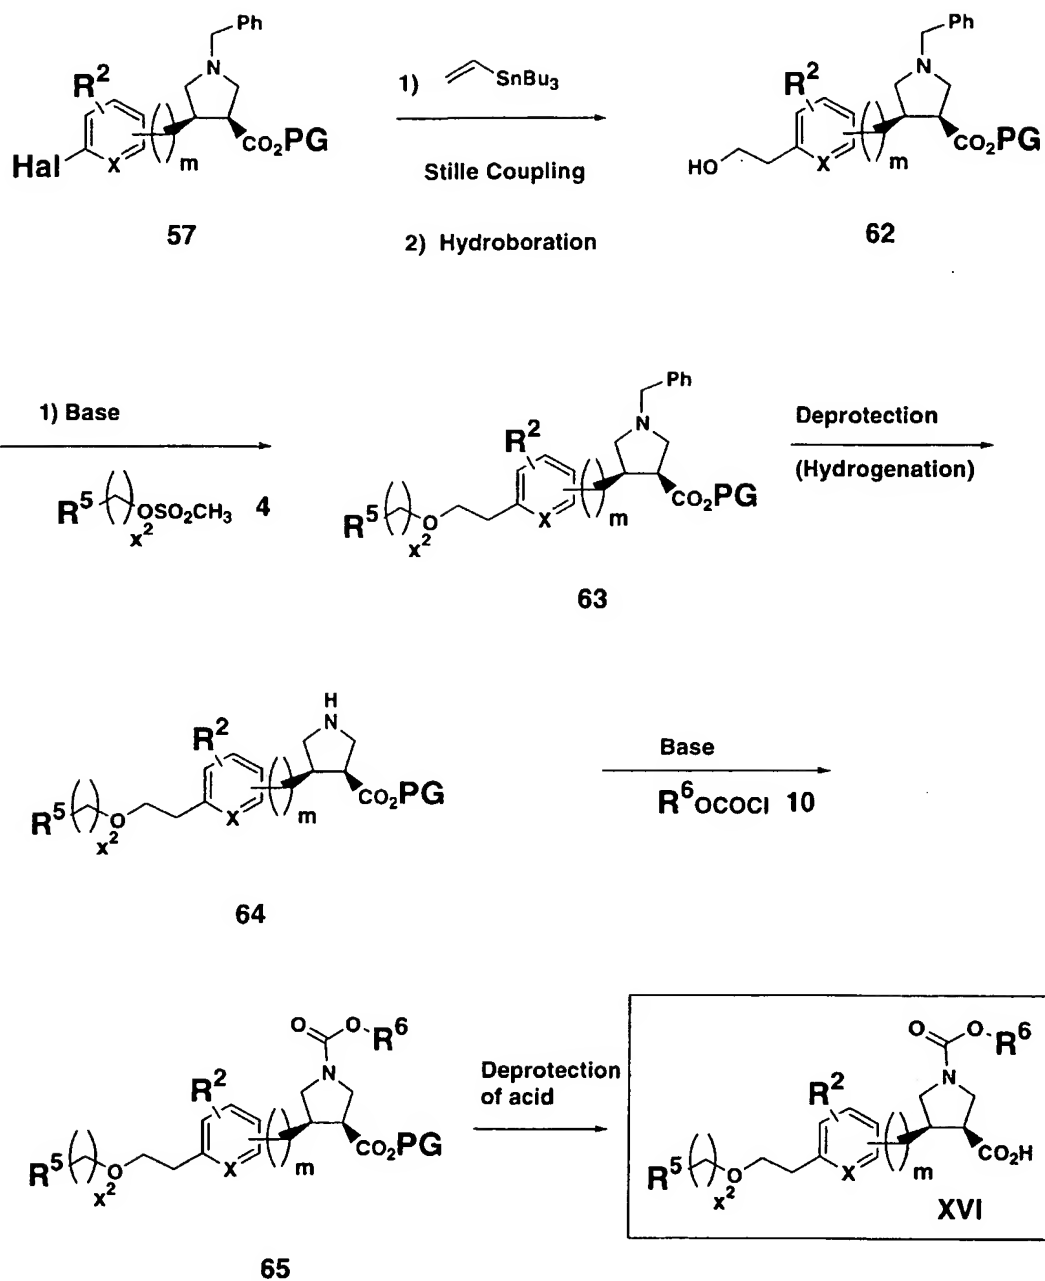 Ph
N
R²
1) SnBu₃
Hal
X
( )m
CO₂PG
Stille Coupling
57
2) Hydroboration
Ph
N
R²
HO
X
( )m
CO₂PG
62
1) Base
R⁵ ( )x² OSO₂CH₃ 4
Ph
N
R²
R⁵ ( )x² O
X
( )m
CO₂PG
63
Deprotection
(Hydrogenation)
H
N
R²
R⁵ ( )x² O
X
( )m
CO₂PG
64
Base
R⁶OCOCl 10
O O-R⁶
N
R²
R⁵ ( )x² O
X
( )m
CO₂PG
65
Deprotection
of acid
O O-R⁶
N
R²
R⁵ ( )x² O
X
( )m
CO₂H
XVI